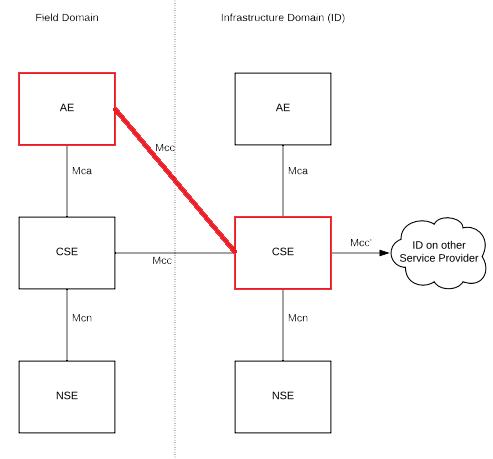 Field Domain
Infrastructure Domain (ID)
AE
AE
Mcc
Mca
Mca
CSE
Mcc
CSE
Mcc'
ID on other
Service Provider
Mcn
Mcn
NSE
NSE